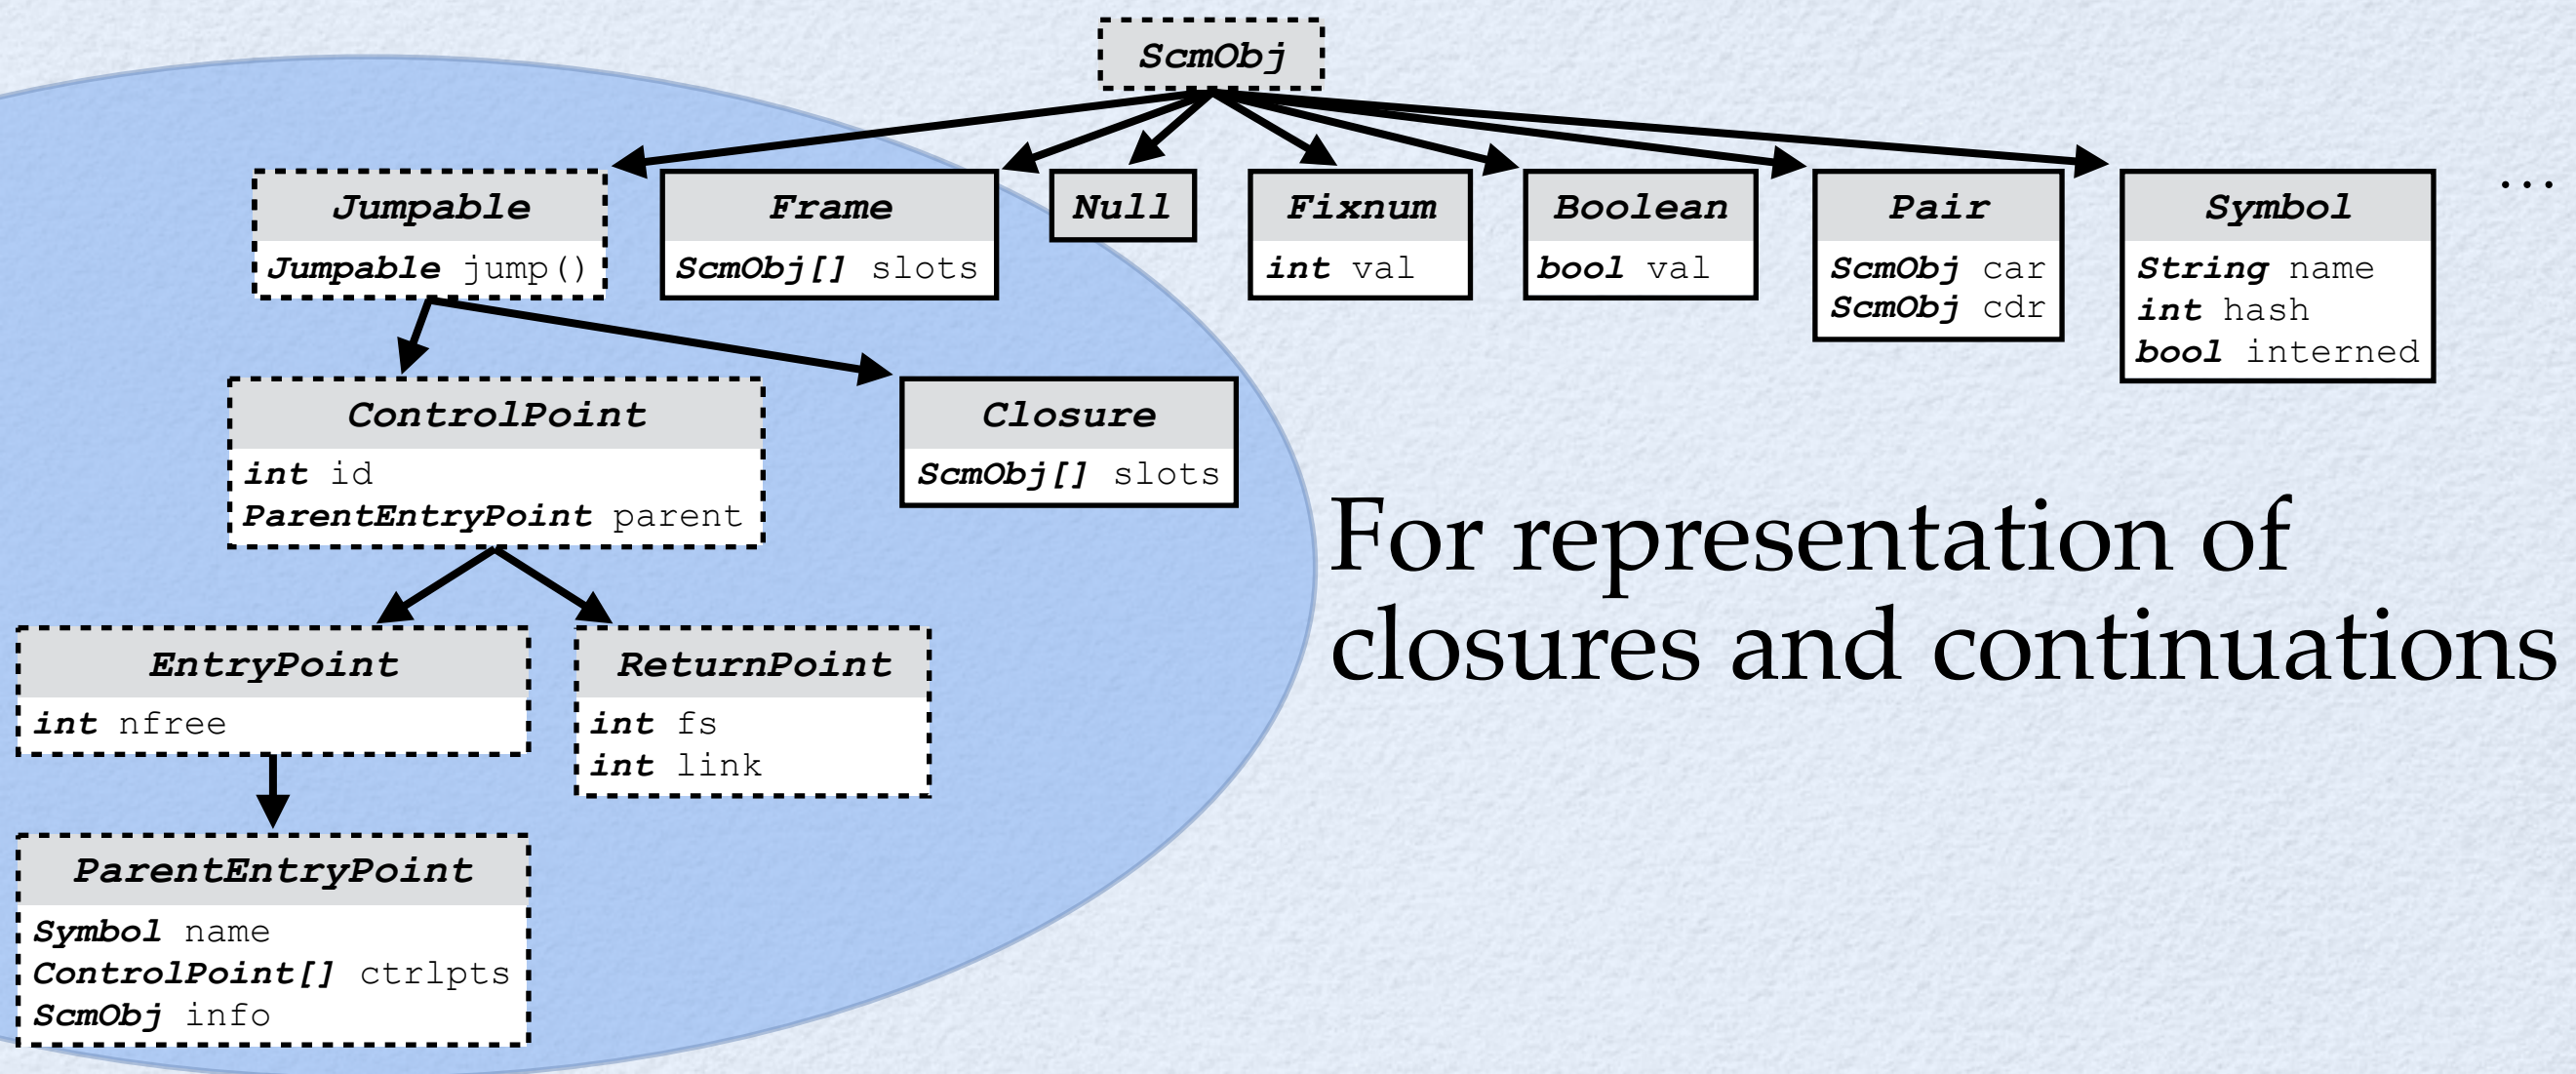 ScmObj
Jumpable
Jumpable jump()
Frame
ScmObj[] slots
Null
Fixnum
int val
Boolean
bool val
Pair
ScmObj car
ScmObj cdr
Symbol
String name
int hash
bool interned
...
ControlPoint
int id
ParentEntryPoint parent
Closure
ScmObj[] slots
For representation of
closures and continuations
EntryPoint
int nfree
ReturnPoint
int fs
int link
ParentEntryPoint
Symbol name
ControlPoint[] ctrlpts
ScmObj info